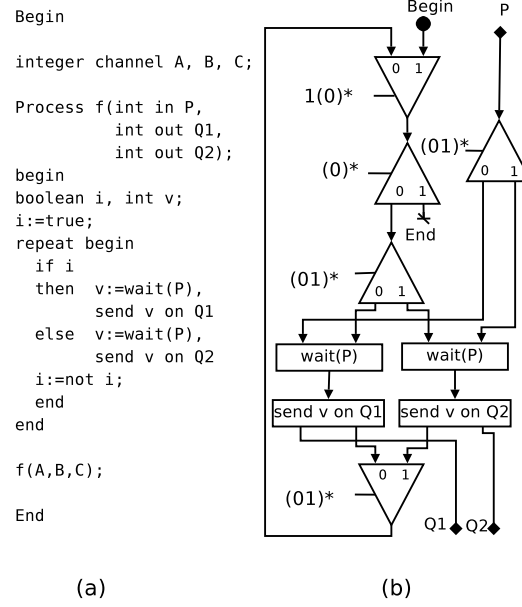 Begin
integer channel A, B, C;
Process f(int in P,
int out Q1,
int out Q2);
begin
boolean i, int v;
i:=true;
repeat begin
if i
then v:=wait(P),
send v on Q1
else v:=wait(P),
send v on Q2
i:=not i;
end
end
f(A,B,C);
End
(a)
Begin
P
0 1
1(0)*
(01)*
0 1
(0)*
0 1
End
(01)*
0 1
wait(P)
wait(P)
send v on Q1
send v on Q2
0 1
(01)*
Q1
Q2
(b)